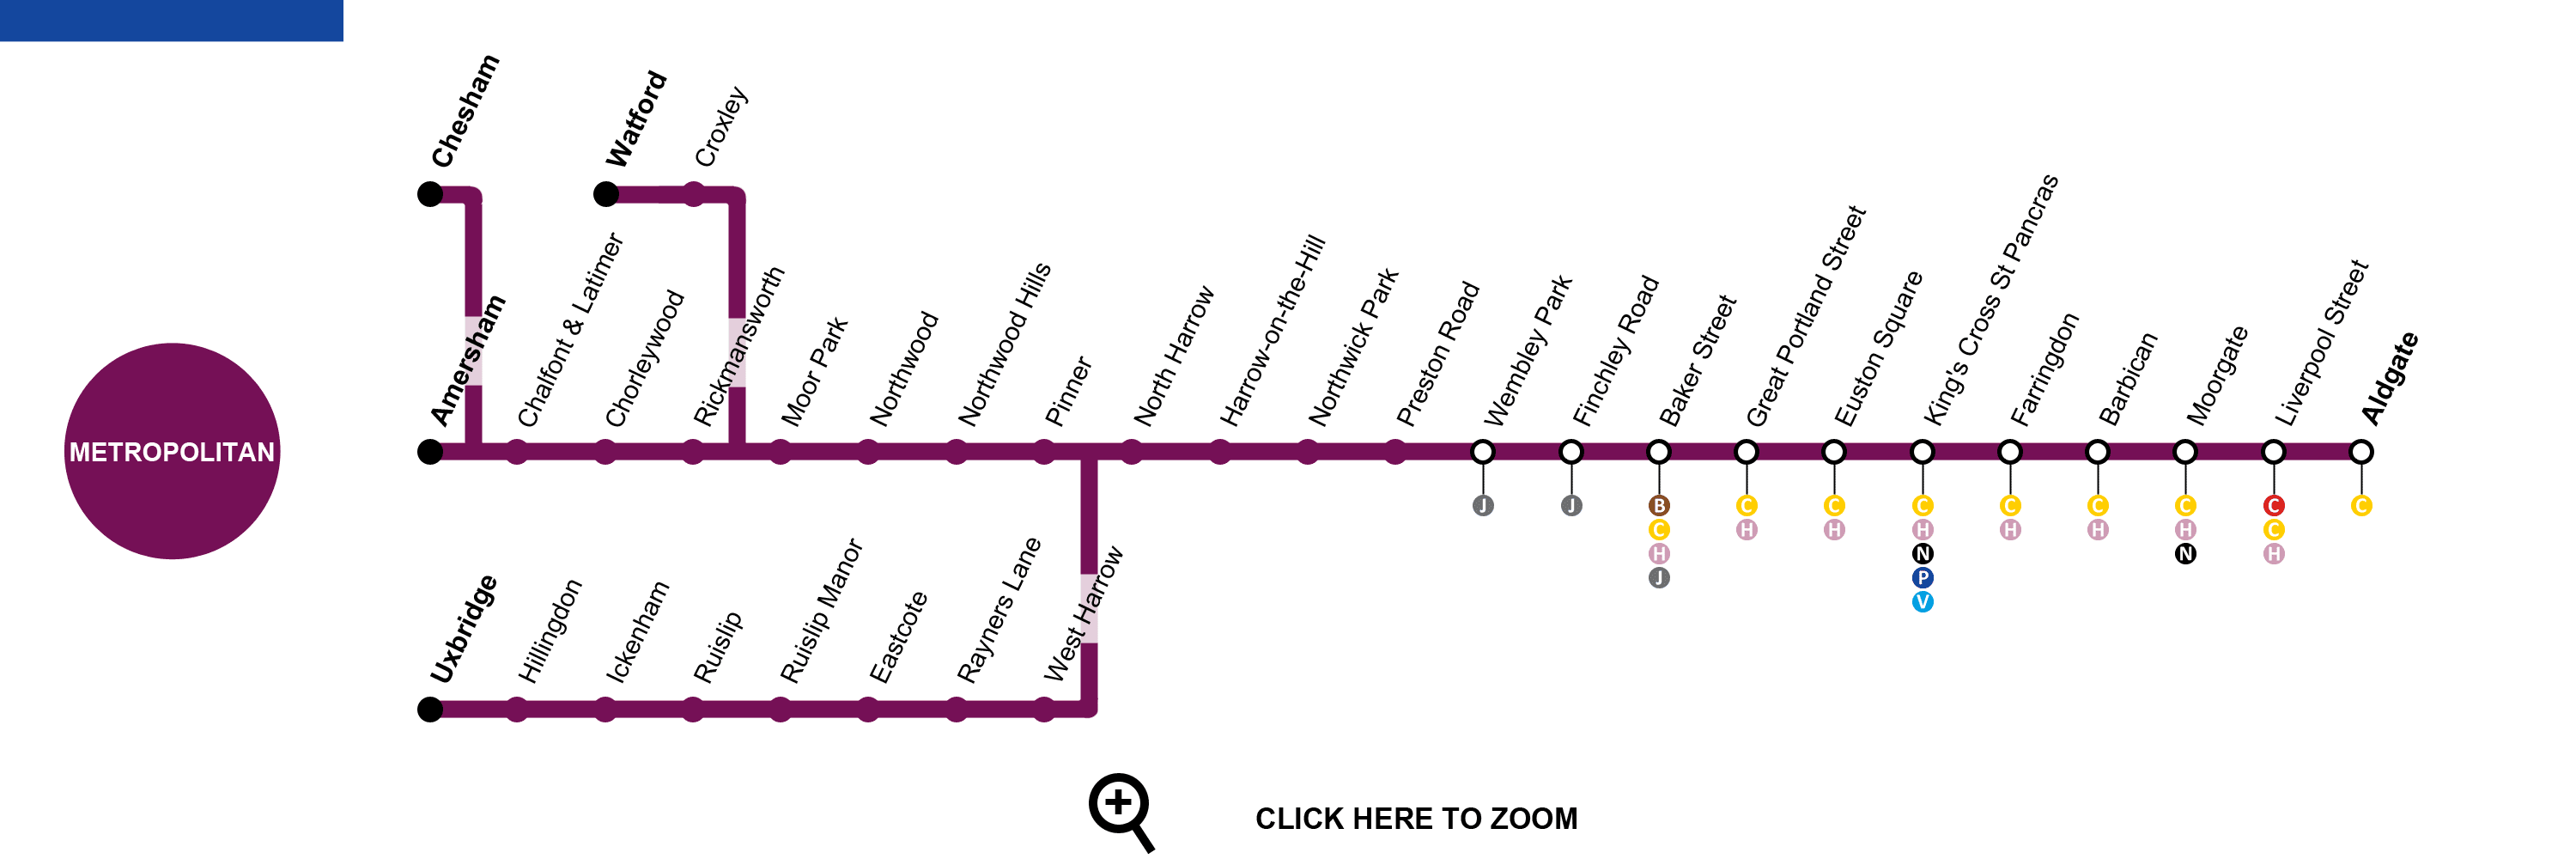 Chesham
Watford
Croxley
METROPOLITAN
Amersham
Chalfont & Latimer
Chorleywood
Rickmansworth
Moor Park
Northwood
Northwood Hills
Pinner
North Harrow
Harrow-on-the-Hill
Northwick Park
Preston Road
Wembley Park
Finchley Road
Baker Street
Great Portland Street
Euston Square
King's Cross St Pancras
Farringdon
Barbican
Moorgate
Liverpool Street
Aldgate
J
J
B
C
H
J
C
H
C
H
C
H
N
P
V
C
H
C
H
C
H
N
C
C
H
C
Uxbridge
Hillingdon
Ickenham
Ruislip
Ruislip Manor
Eastcote
Rayners Lane
West Harrow
CLICK HERE TO ZOOM